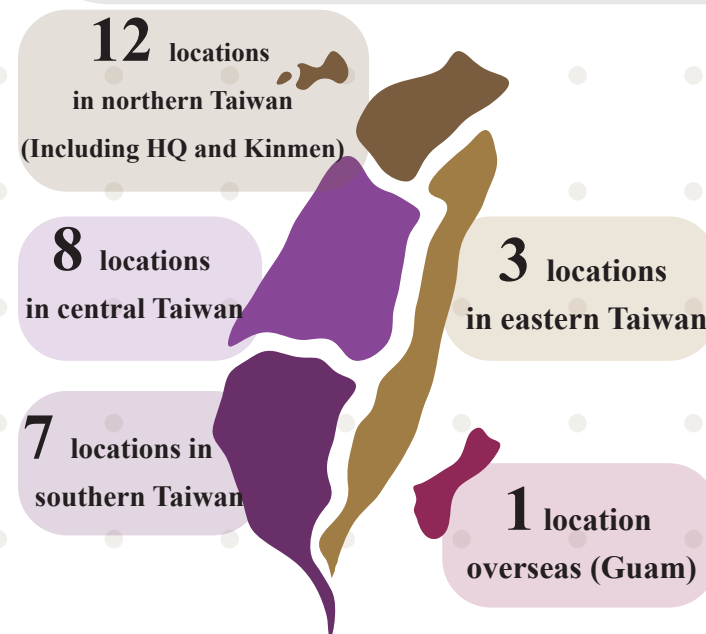 12 locations
in northern Taiwan
(Including HQ and Kinmen)
8 locations
in central Taiwan
3 locations
in eastern Taiwan
7 locations in
southern Taiwan
1 location
overseas (Guam)